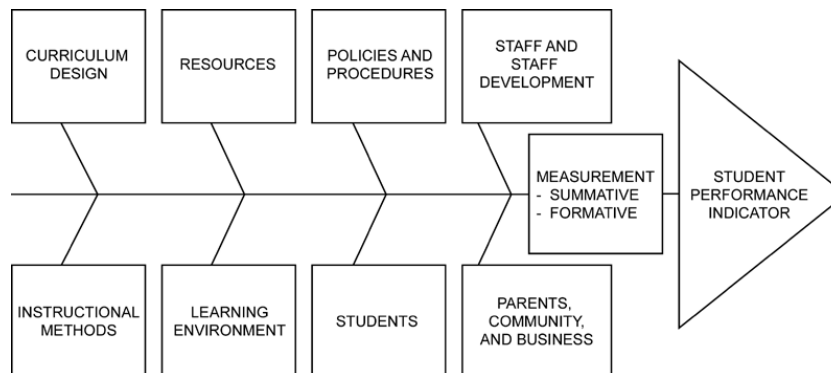 CURRICULUM
DESIGN
RESOURCES
POLICIES AND
PROCEDURES
STAFF AND
STAFF
DEVELOPMENT
MEASUREMENT
- SUMMATIVE
- FORMATIVE
STUDENT
PERFORMANCE
INDICATOR
INSTRUCTIONAL
METHODS
LEARNING
ENVIRONMENT
STUDENTS
PARENTS,
COMMUNITY,
AND BUSINESS